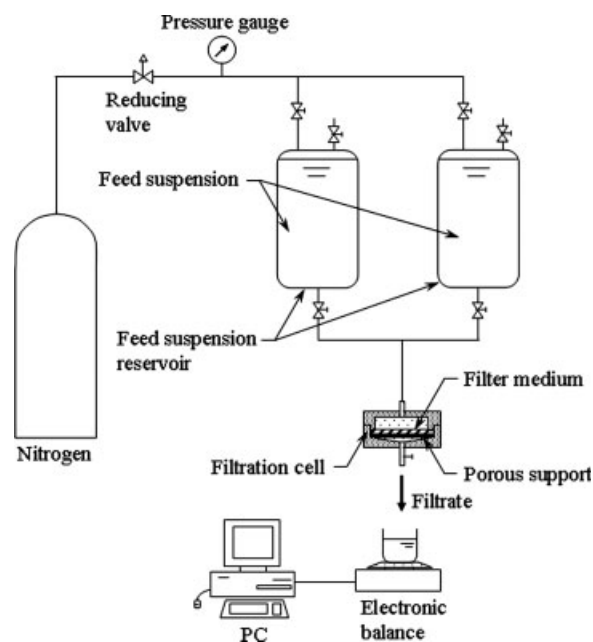 Pressure gauge
Reducing
valve
Feed suspension
Feed suspension
reservoir
Filter medium
Nitrogen
Filtration cell
Porous support
Filtrate
PC
Electronic
balance